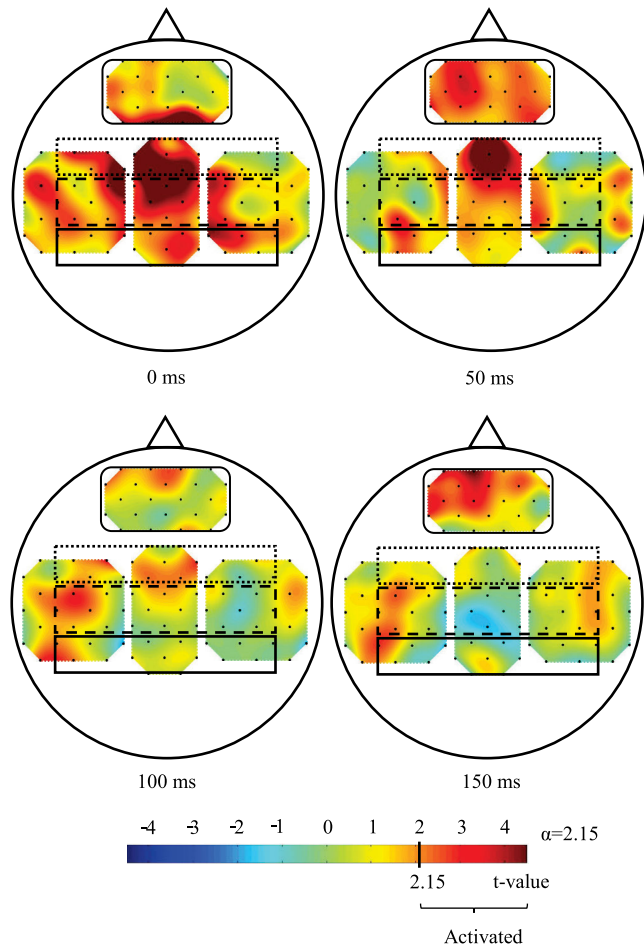 0 ms
50 ms
100 ms
150 ms
-4 -3 -2 -1 0 1 2 3 4 α=2.15
2.15 t-value
Activated